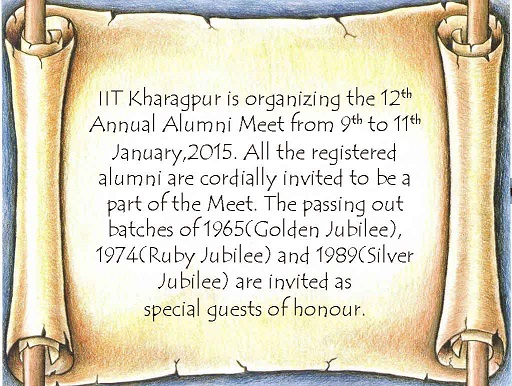 IIT Kharagpur is organizing the 12th
Annual Alumni Meet from 9th to 11th
January,2015. All the registered
alumni are cordially invited to be a
part of the Meet. The passing out
batches of 1965(Golden Jubilee),
1974(Ruby Jubilee) and 1989(Silver
Jubilee) are invited as
special guests of honour.